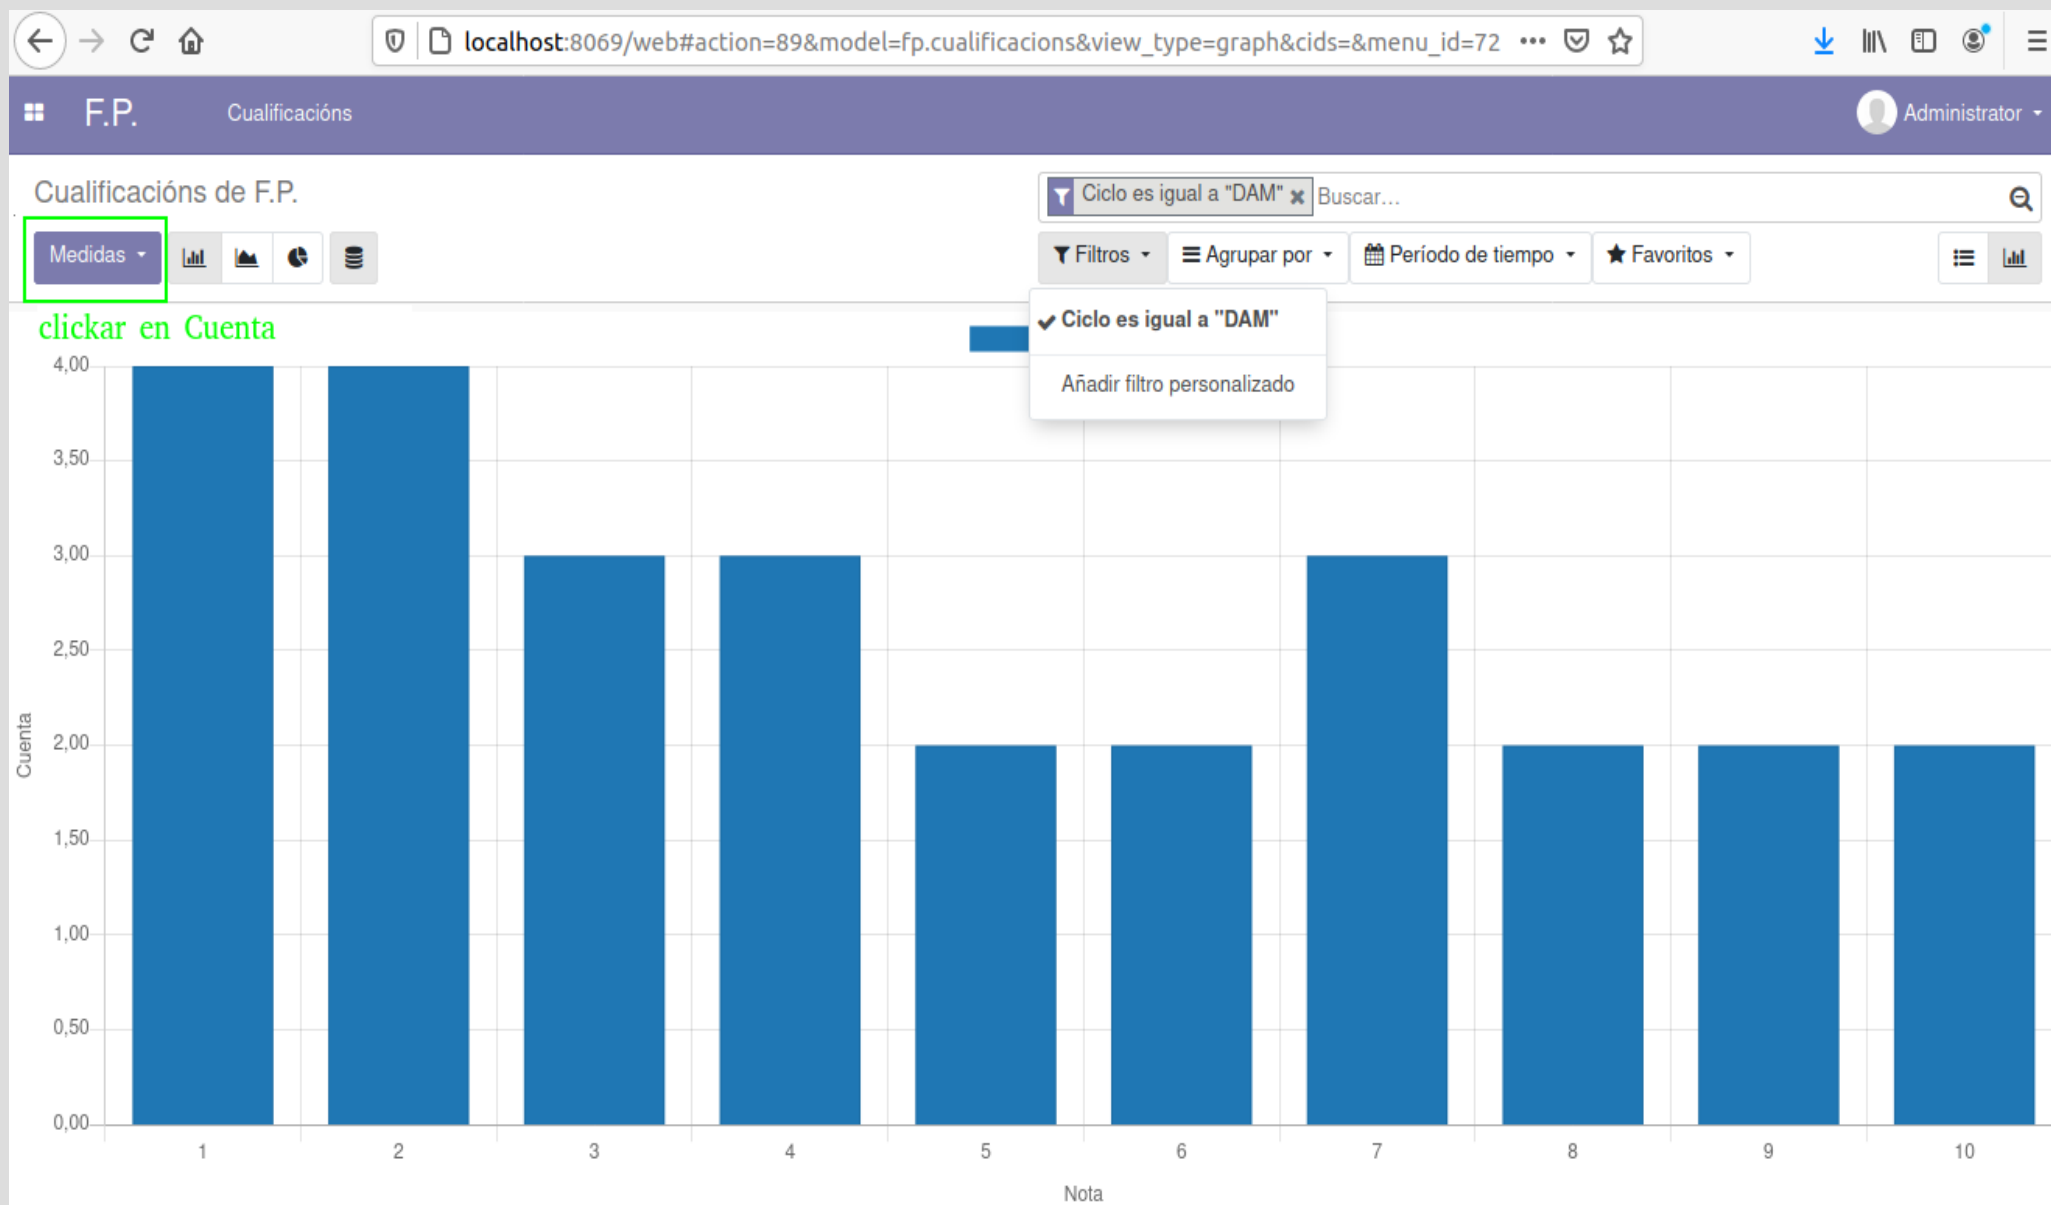 localhost:8069/web#action=89&model=fp.cualificacions&view_type=graph&cids=&menu_id=72
F.P. Cualificacións Administrator
Cualificacións de F.P.
Ciclo es igual a "DAM" Buscar...
Medidas Filtros Agrupar por Período de tiempo Favoritos
clickar en Cuenta
Ciclo es igual a "DAM"
Añadir filtro personalizado
4,00
3,50
3,00
2,50
2,00
1,50
1,00
0,50
0,00
Cuenta
1 2 3 4 5 6 7 8 9 10
Nota